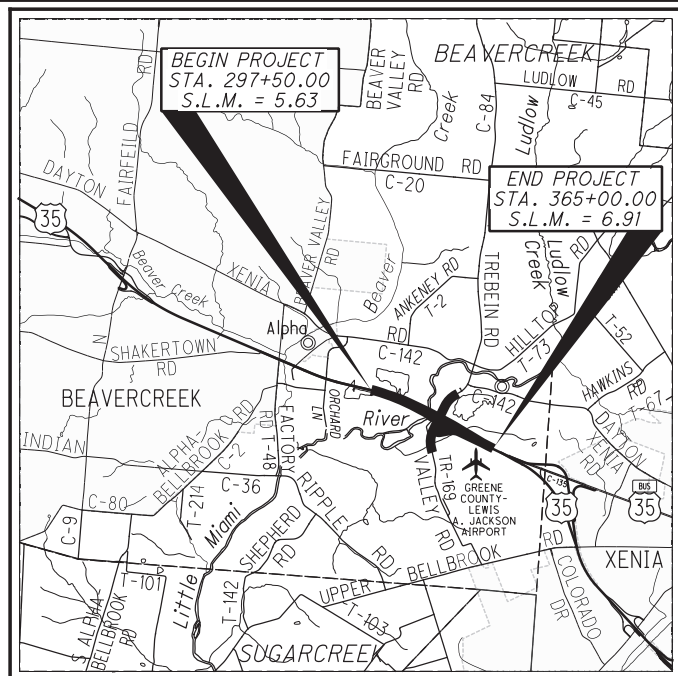 BEGIN PROJECT
STA. 297+50.00
S.L.M. = 5.63
BEAVERCREEK
LUDLOW RD
C-45
BEAVER
VALLEY
RD
Creek
C-84
Ludlow
RD
FAIRFEILD
DAYTON
35
FAIRGROUND RD
C-20
END PROJECT
STA. 365+00.00
S.L.M. = 6.91
Ludlow
Creek
RD
XENIA
BEAVER VALLEY
RD
Beaver Creek
Beaver
ANKENEY RD
T-2
TREBEIN RD
HILLTOP
T-73
T-52
Alpha
RD
C-142
N
SHAKERTOWN
RD
HAWKINS
RD
T-67
BEAVERCREEK
ORCHARD
LN
River
C-142
DAYTON
XENIA
RD
INDIAN
ALPHA-
BELLBROOK RD
C-2
FACTORY
RD T-48
VALLEY
RD
TR-169
GREENE
COUNTY-
LEWIS
A. JACKSON
AIRPORT
C-135
35
BUS
35
C-80
C-9
T-214
C-36
RIPPLE
RD
Miami
SHEPHERD
RD
T-142
UPPER BELLBROOK RD
XENIA
T-101
S ALPHA-
BELLBROOK
RD
Little
T-103
COLORADO
DR
SUGARCREEK